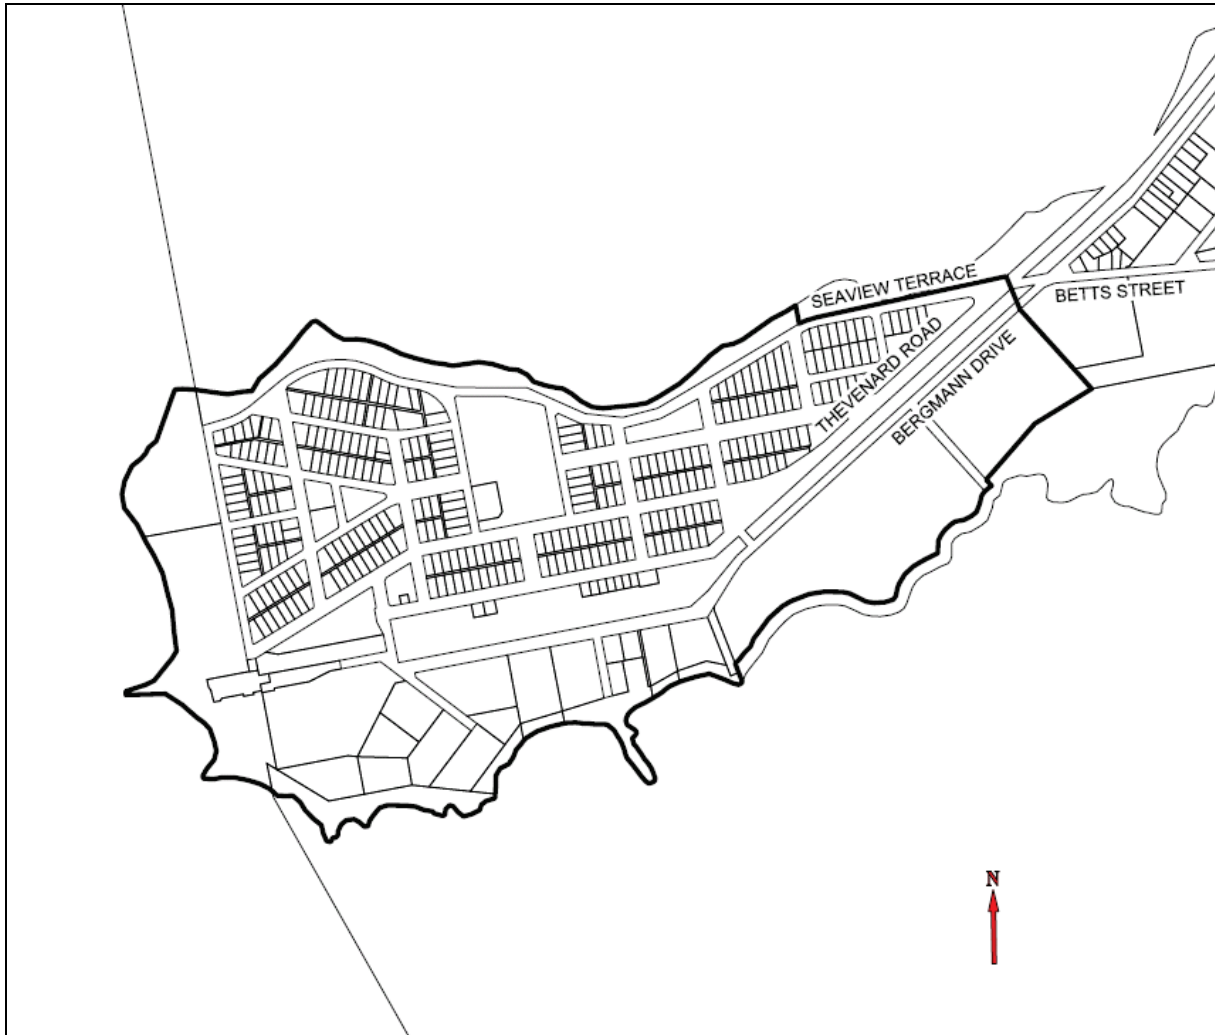 SEAVIEW TERRACE
BETTS STREET
THEVENARD ROAD
BERGMANN DRIVE
N